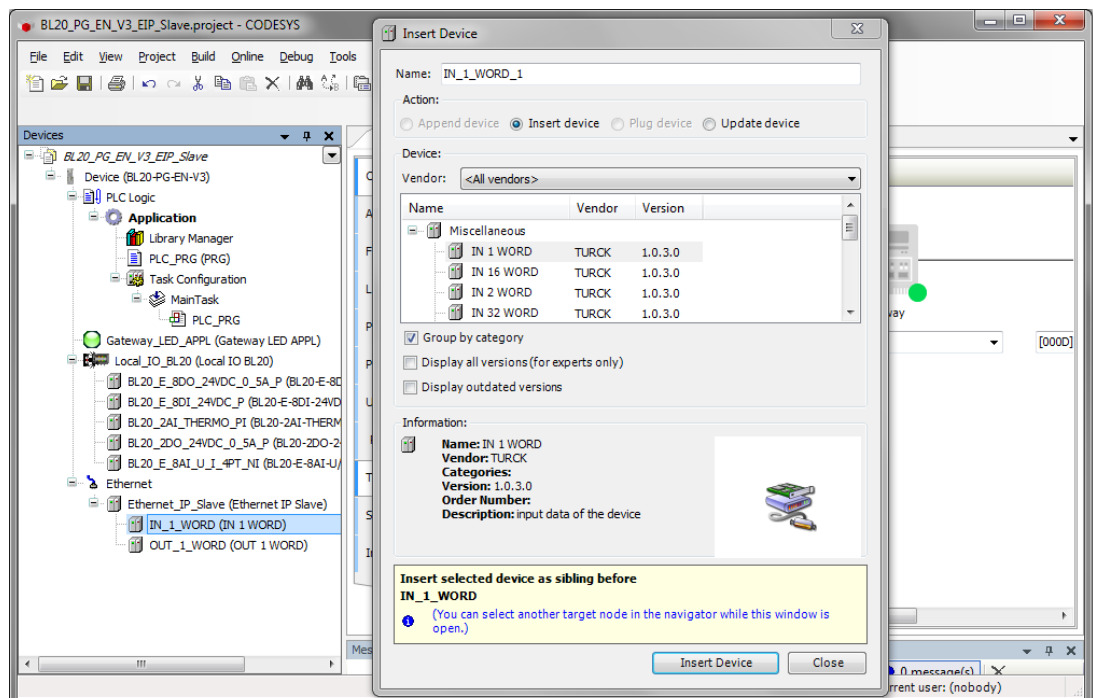 BL20_PG_EN_V3_EIP_Slave.project - CODESYS
File Edit View Project Build Online Debug Tools
Devices
BL20_PG_EN_V3_EIP_Slave
Device (BL20-PG-EN-V3)
PLC Logic
Application
Library Manager
PLC_PRG (PRG)
Task Configuration
MainTask
PLC_PRG
Gateway_LED_APPL (Gateway LED APPL)
Local_IO_BL20 (Local IO BL20)
BL20_E_8DO_24VDC_0_5A_P (BL20-E-8D
BL20_E_8DI_24VDC_P (BL20-E-8DI-24VD
BL20_2AI_THERMO_PI (BL20-2AI-THERM
BL20_2DO_24VDC_0_5A_P (BL20-2DO-2
BL20_E_8AI_U_I_4PT_NI (BL20-E-8AI-U/
Ethernet
Ethernet_IP_Slave (Ethernet IP Slave)
IN_1_WORD (IN 1 WORD)
OUT_1_WORD (OUT 1 WORD)
Insert Device
Name: IN_1_WORD_1
Action:
Append device Insert device Plug device Update device
Device:
Vendor: <All vendors>
Name Vendor Version
Miscellaneous
IN 1 WORD TURCK 1.0.3.0
IN 16 WORD TURCK 1.0.3.0
IN 2 WORD TURCK 1.0.3.0
IN 32 WORD TURCK 1.0.3.0
Group by category
Display all versions (for experts only)
Display outdated versions
Information:
Name: IN 1 WORD
Vendor: TURCK
Categories:
Version: 1.0.3.0
Order Number:
Description: input data of the device
Insert selected device as sibling before
IN_1_WORD
(You can select another target node in the navigator while this window is
open.)
Insert Device Close
way
[000D]
Mes
0 message(s)
rrent user: (nobody)